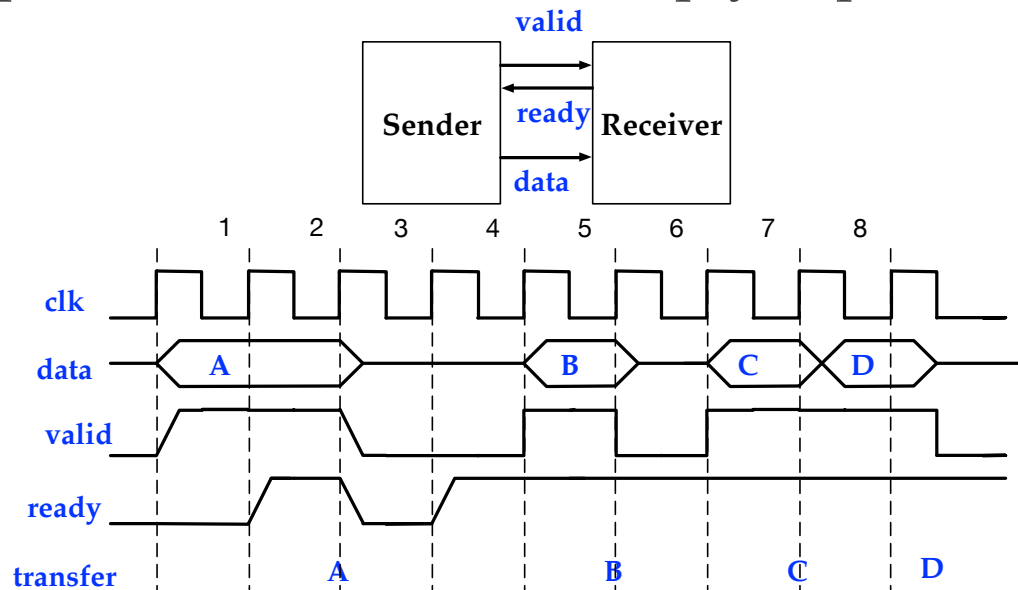 valid
Sender
ready
Receiver
data
1 2 3 4 5 6 7 8
clk
data A B C D
valid
ready
transfer A B C D